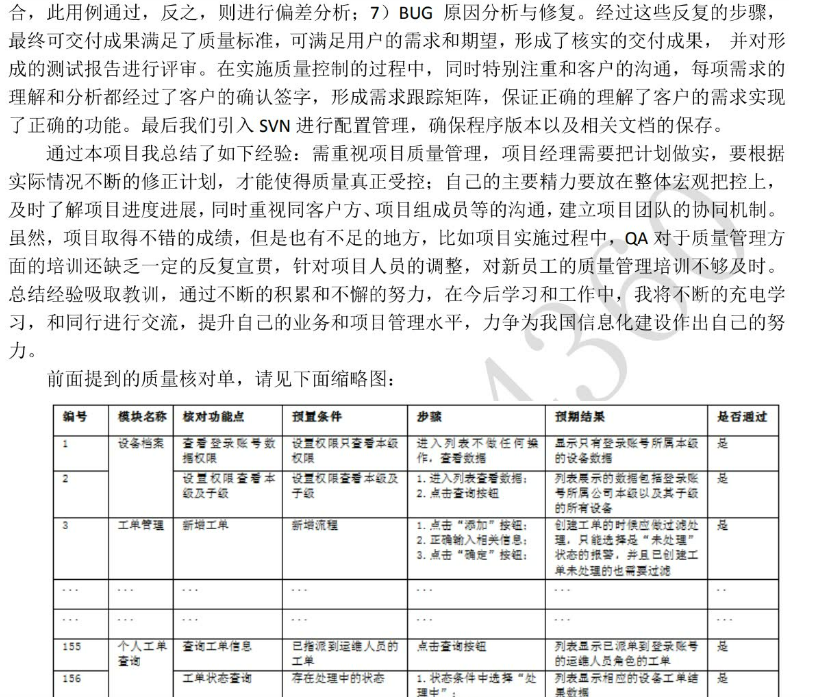 合，此用例通过，反之，则进行偏差分析；7）BUG 原因分析与修复。经过这些反复的步骤，
最终可交付成果满足了质量标准，可满足用户的需求和期望，形成了核实的交付成果， 并对形
成的测试报告进行评审。在实施质量控制的过程中，同时特别注重和客户的沟通，每项需求的
理解和分析都经过了客户的确认签字，形成需求跟踪矩阵，保证正确的理解了客户的需求实现
了正确的功能。最后我们引入 SVN 进行配置管理，确保程序版本以及相关文档的保存。
通过本项目我总结了如下经验：需重视项目质量管理，项目经理需要把计划做实，要根据
实际情况不断的修正计划，才能使得质量真正受控；自己的主要精力要放在整体宏观把控上，
及时了解项目进度进展，同时重视同客户方、项目组成员等的沟通，建立项目团队的协同机制。
虽然，项目取得不错的成绩，但是也有不足的地方，比如项目实施过程中，QA 对于质量管理方
面的培训还缺乏一定的反复宣贯，针对项目人员的调整，对新员工的质量管理培训不够及时。
总结经验吸取教训，通过不断的积累和不懈的努力，在今后学习和工作中，我将不断的充电学
习，和同行进行交流，提升自己的业务和项目管理水平，力争为我国信息化建设作出自己的努
力。
前面提到的质量核对单，请见下面缩略图：
编号 模块名称 核对功能点 预置条件 步骤 预期结果 是否通过
1 设备档案 查看登录账号数 设置权限只查看本级 进入列表不做任何操 显示只有登录账号所属本级 是
据权限 权限 作，查看数据 的设备数据
2 设置权限查看本 设置权限查看本级及 1.进入列表查看数据； 列表展示的数据包括登录账 是
级及子级 子级 2.点击查询按钮 号所属公司本级以及其子级
的所有设备
3 工单管理 新增工单 新增流程 1.点击“添加”按钮； 创建工单的时候应做过滤处 是
2.正确输入相关信息； 理，只能选择是“未处理”
3.点击“确定”按钮； 状态的报警，并且已创建工
单未处理的也需要过滤
... ... ... ... ... ... ..
... ... ... ... ... ... ...
155 个人工单 查询工单信息 已指派到运维人员的 点击查询按钮 列表显示已派单到登录账号 是
查询 工单 的运维人员角色的工单
156 工单状态查询 存在处理中的状态 1.状态条件中选择“处 列表显示相应的设备工单结 是
理中”； 果数据